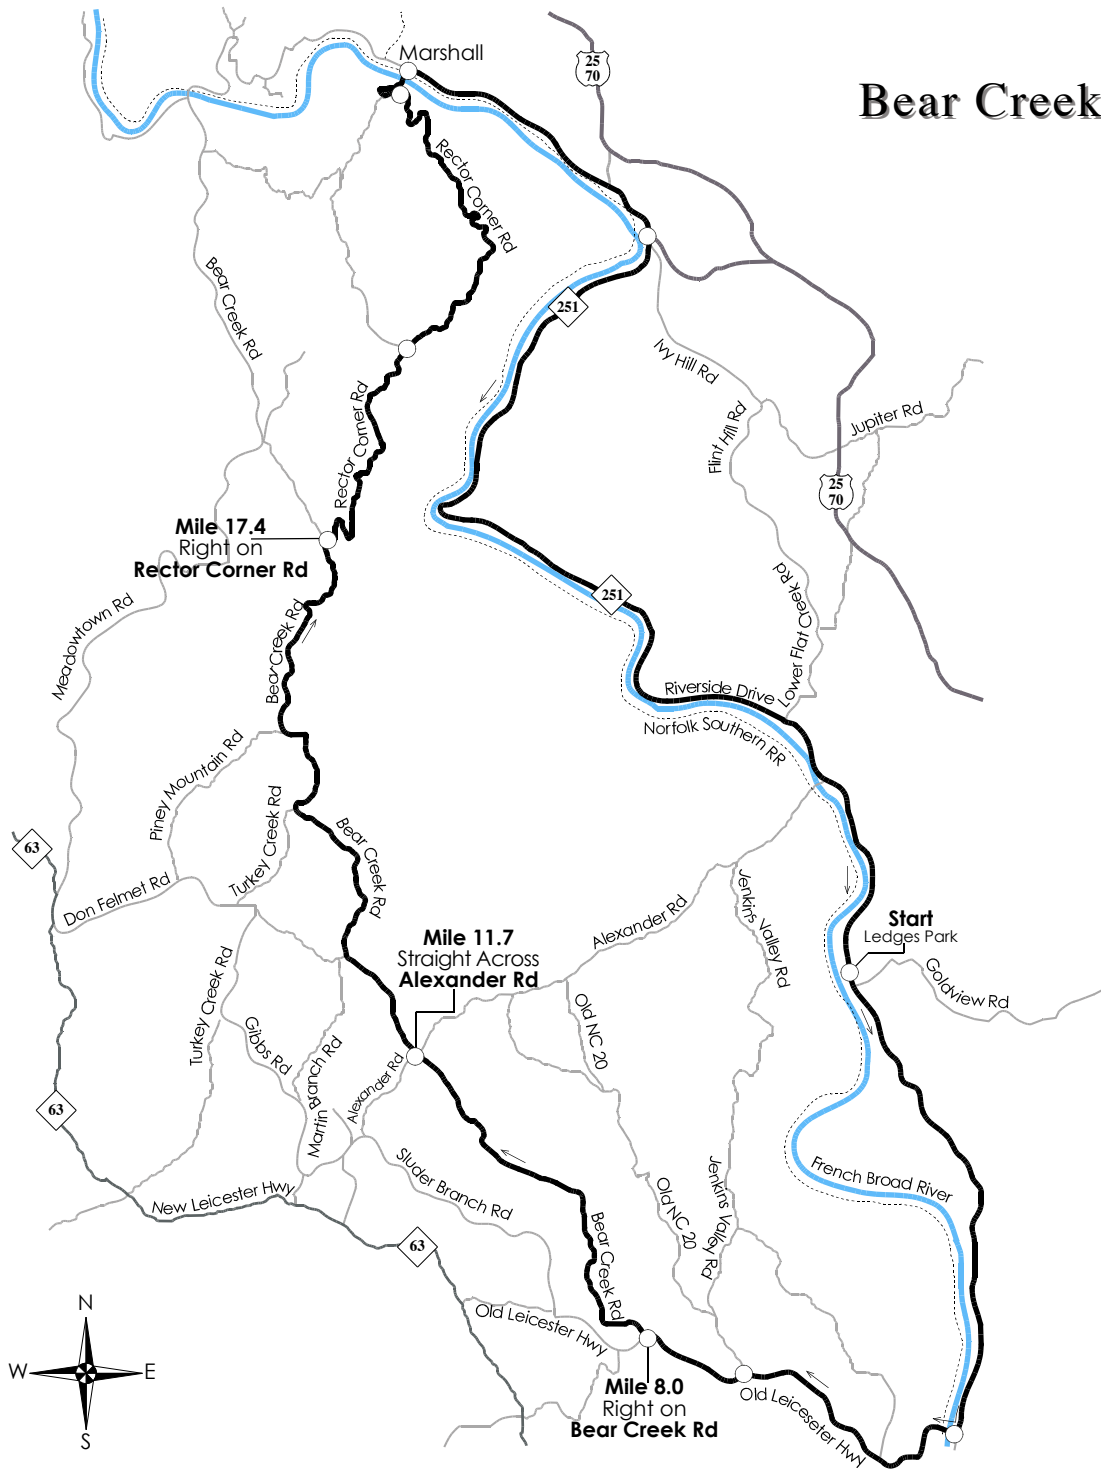 Marshall
25
70
Bear Creek
Rector Corner Rd
Bear Creek Rd
251
Ivy Hill Rd
Rector Corner Rd
Flint Hill Rd
Jupiter Rd
25
70
Mile 17.4
Right on
Rector Corner Rd
251
Meadowtown Rd
Bear Creek Rd
Lower Flat Creek Rd
Riverside Drive
Norfolk Southern RR
Piney Mountain Rd
Turkey Creek Rd
Bear Creek Rd
63
Don Felmet Rd
Jenkins Valley Rd
Alexander Rd
Start
Ledges Park
Mile 11.7
Straight Across
Alexander Rd
Goldview Rd
Turkey Creek Rd
Old NC 20
Gibbs Rd
Martin Branch Rd
Alexander Rd
63
Sluder Branch Rd
New Leicester Hwy
French Broad River
Jenkins Valley Rd
Old NC 20
Bear Creek Rd
63
N
W
E
S
Old Leicester Hwy
Mile 8.0
Right on
Bear Creek Rd
Old Leiceseter Hwy